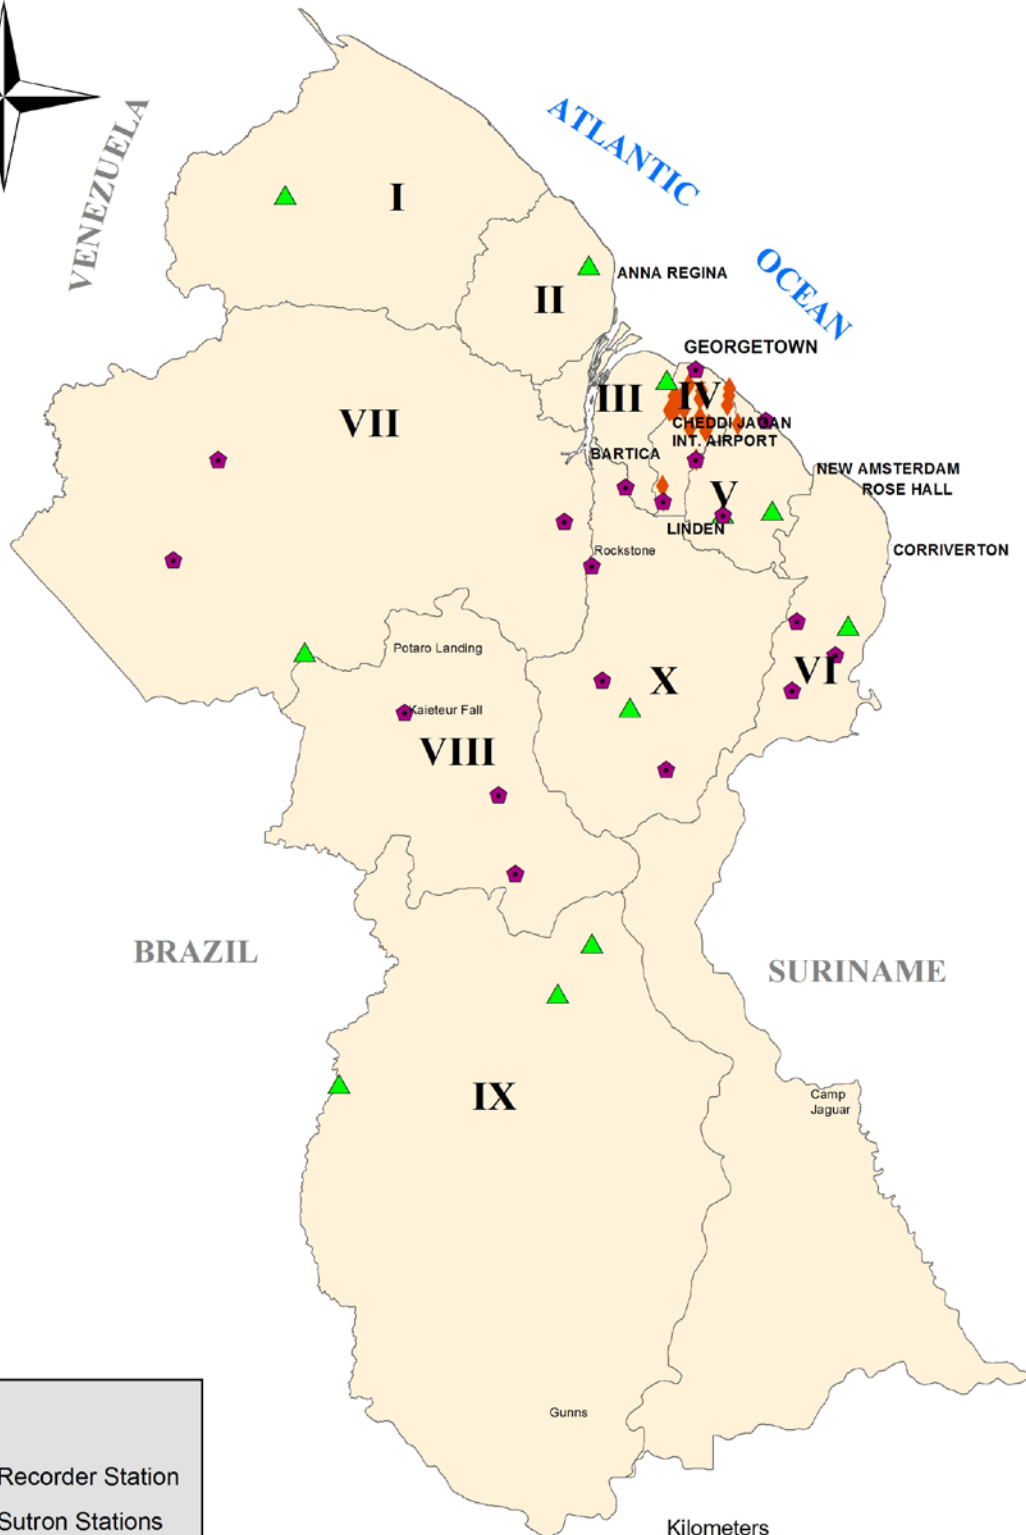 VENEZUELA
ATLANTIC
OCEAN
I
II
ANNA REGINA
GEORGETOWN
III
IV
VII
CHEDDI JAGAN
INT. AIRPORT
BARTICA
NEW AMSTERDAM
ROSE HALL
V
LINDEN
Rockstone
CORRIVERTON
Potaro Landing
X
VI
Kaieteur Fall
VIII
BRAZIL
SURINAME
IX
Camp
Jaguar
Gunns
Recorder Station
Sutron Stations
Kilometers